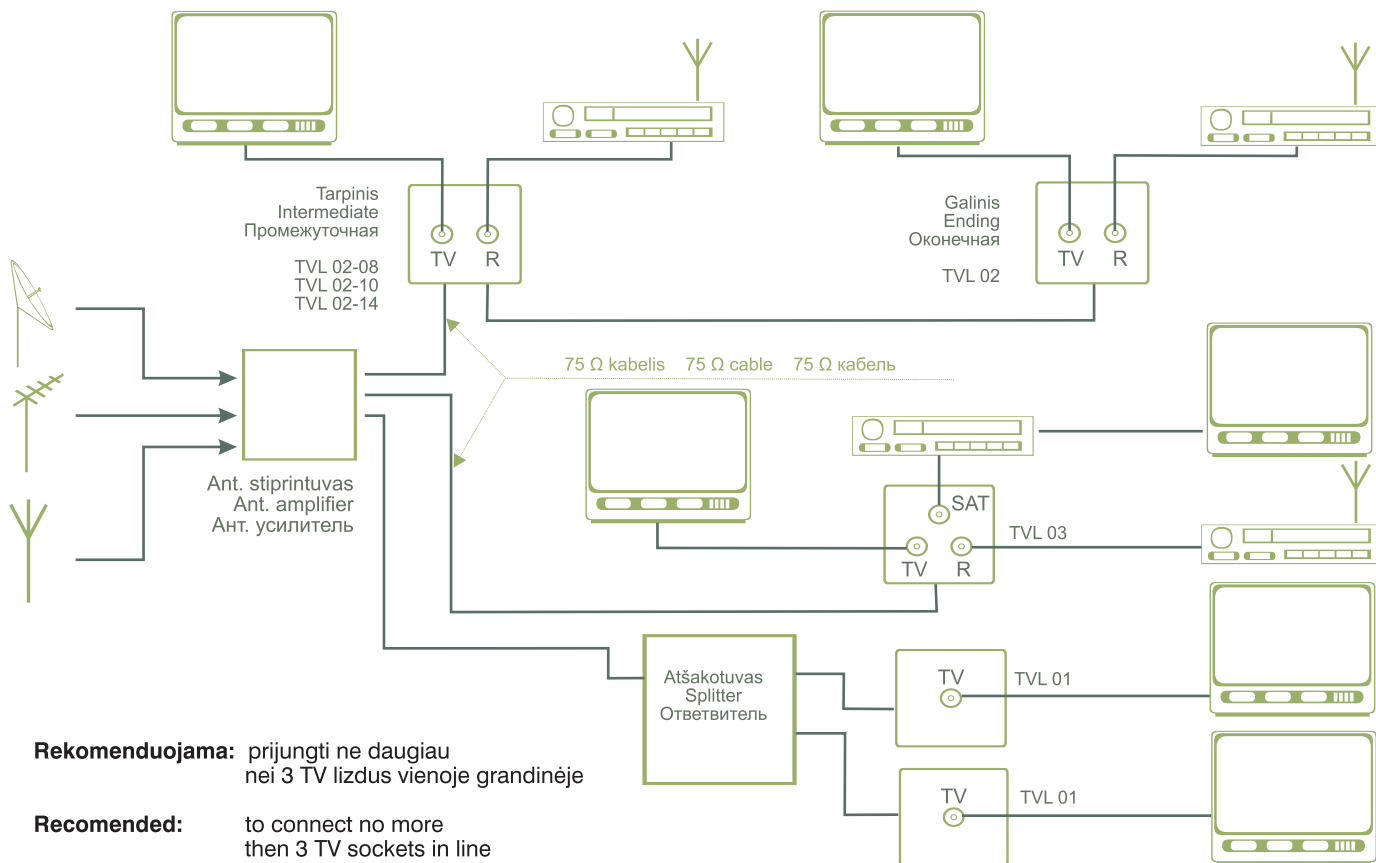 Tarpinis
Intermediate
Промежуточная
TVL 02-08
TVL 02-10
TVL 02-14
TV R
Galinis
Ending
Оконечная
TVL 02
TV R
75 Ω kabelis 75 Ω cable 75 Ω кабель
Ant. stiprintuvas
Ant. amplifier
Ант. усилитель
SAT
TV R
TVL 03
Atšakotuvas
Splitter
Ответвитель
TV
TVL 01
TV
TVL 01
Rekomenduojama: prijungti ne daugiau
nei 3 TV lizdus vienoje grandinėje
Recomended: to connect no more
then 3 TV sockets in line